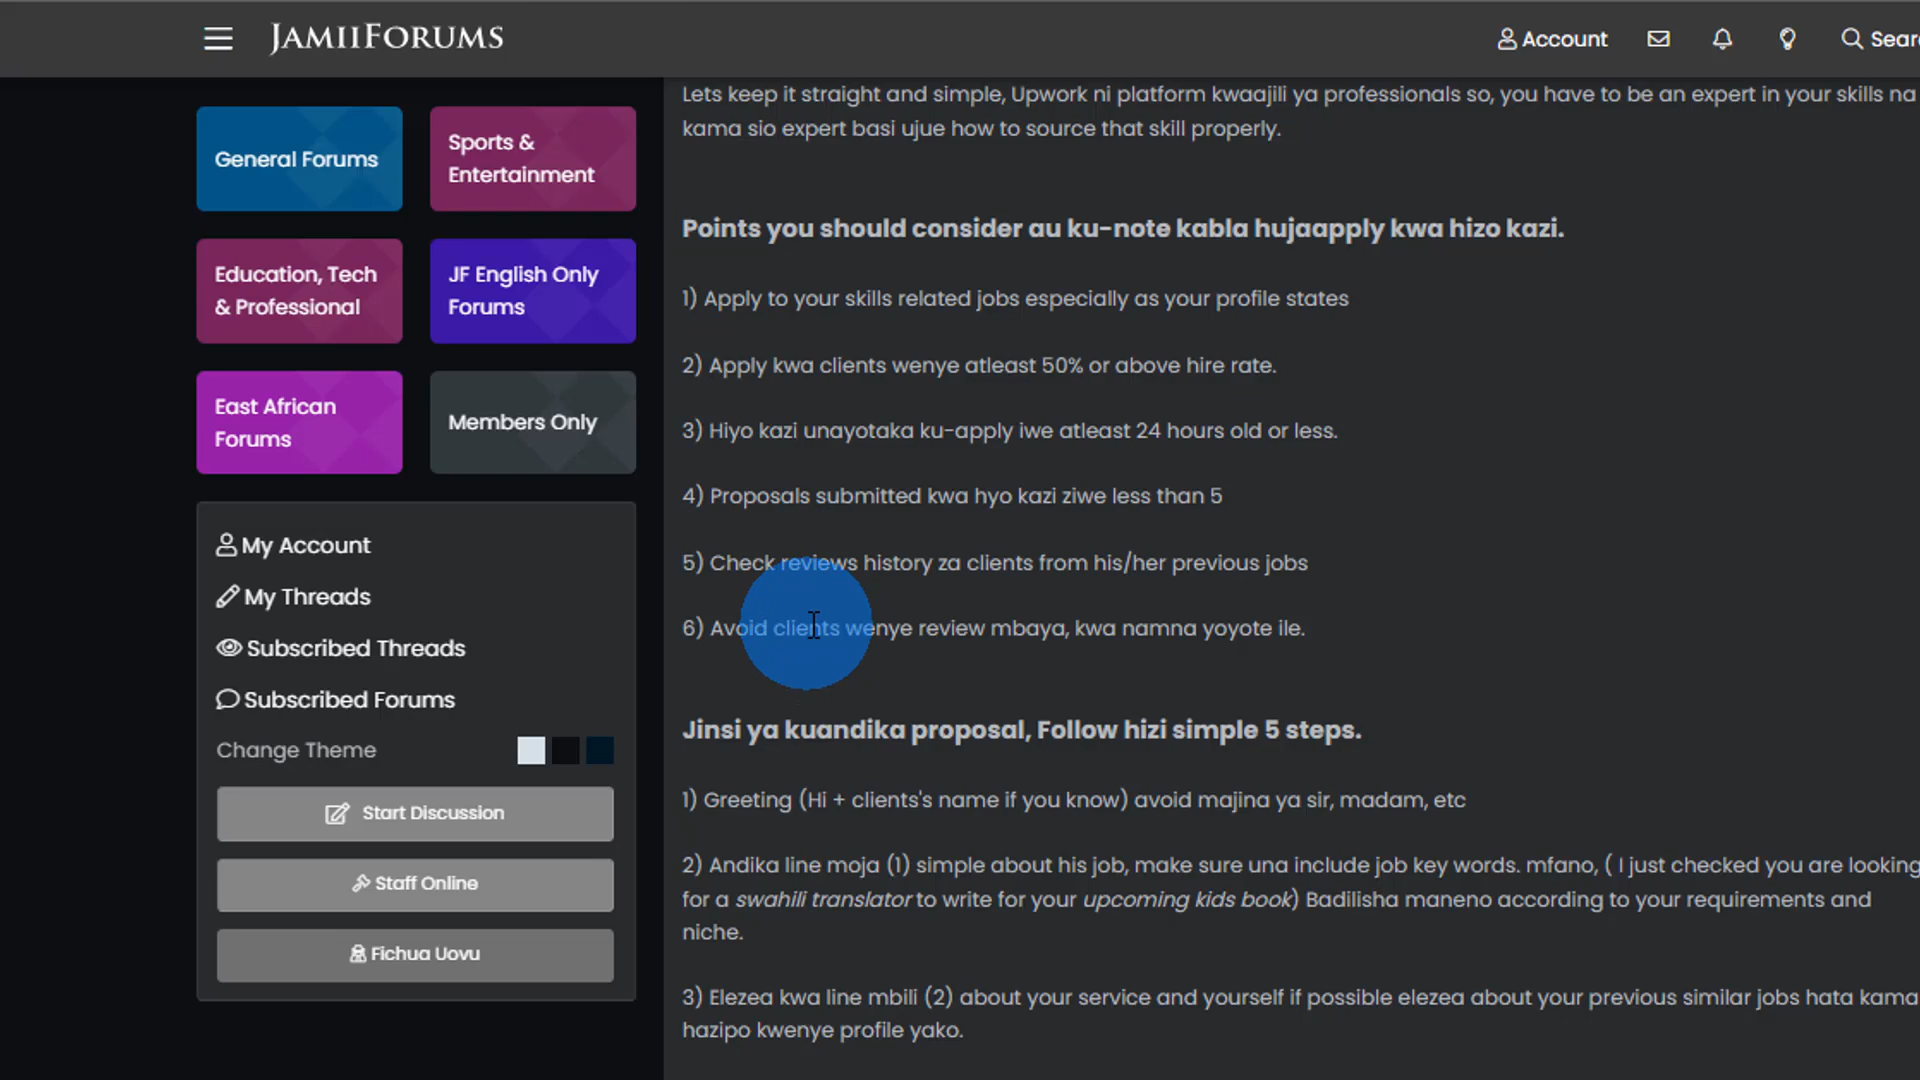 JamiiForums
Account
General Forums
Sports &
Entertainment
Education, Tech
& Professional
JF English Only
Forums
East African
Forums
Members Only
My Account
My Threads
Subscribed Threads
Subscribed Forums
Change Theme
Start Discussion
Staff Online
Fichua Uovu
Lets keep it straight and simple, Upwork ni platform kwaajili ya professionals so, you have to be an expert in your skills na
kama sio expert basi ujue how to source that skill properly.
Points you should consider au ku-note kabla hujaapply kwa hizo kazi.
1) Apply to your skills related jobs especially as your profile states
2) Apply kwa clients wenye atleast 50% or above hire rate.
3) Hiyo kazi unayotaka ku-apply iwe atleast 24 hours old or less.
4) Proposals submitted kwa hyo kazi ziwe less than 5
5) Check reviews history za clients from his/her previous jobs
6) Avoid clients wenye review mbaya, kwa namna yoyote ile.
Jinsi ya kuandika proposal, Follow hizi simple 5 steps.
1) Greeting (Hi + clients's name if you know) avoid majina ya sir, madam, etc
2) Andika line moja (1) simple about his job, make sure una include job key words. mfano, ( I just checked you are looking
for a swahili translator to write for your upcoming kids book) Badilisha maneno according to your requirements and
niche.
3) Elezea kwa line mbili (2) about your service and yourself if possible elezea about your previous similar jobs hata kama
hazipo kwenye profile yako.